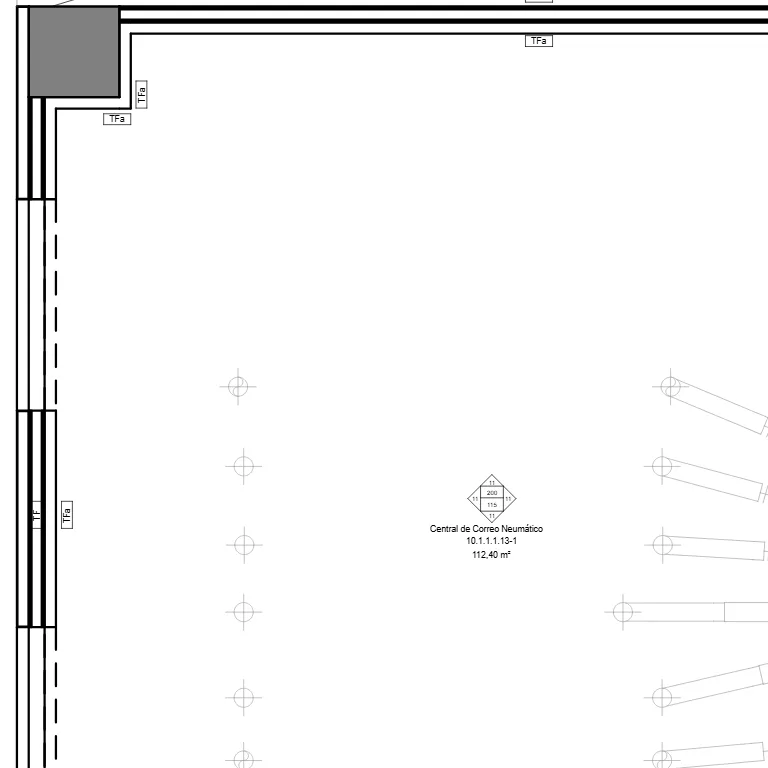 TFa
TFa
TFa
11
200
11
11
115
11
TF
TFa
Central de Correo Neumático
10.1.1.1.13-1
112,40 m²